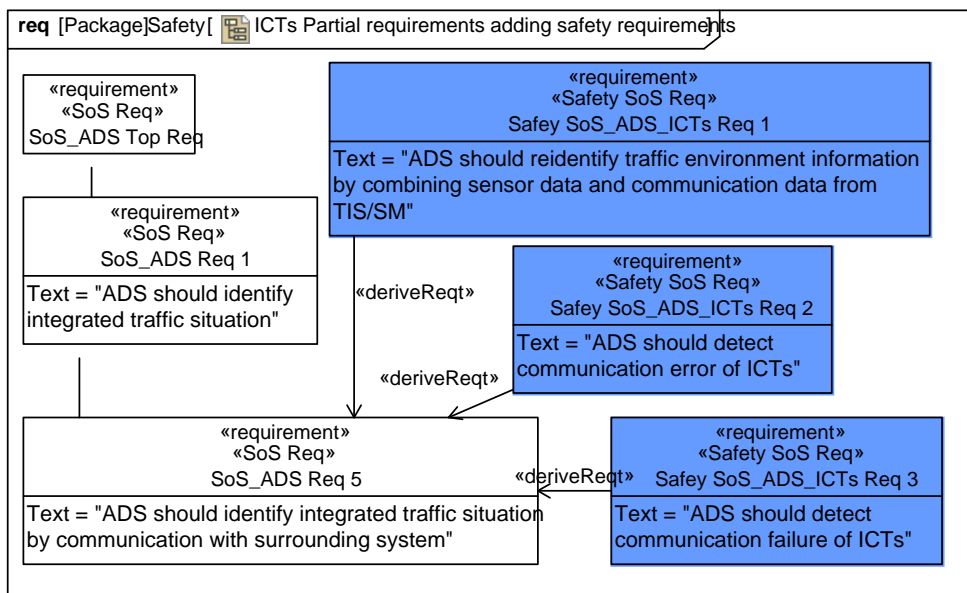 req [Package]Safety[ ICTs Partial requirements adding safety requirements]
«requirement»
«SoS Req»
SoS_ADS Top Req
«requirement»
«Safety SoS Req»
Safey SoS_ADS_ICTs Req 1
Text = "ADS should reidentify traffic environment information
by combining sensor data and communication data from
TIS/SM"
«requirement»
«SoS Req»
SoS_ADS Req 1
Text = "ADS should identify
integrated traffic situation"
«deriveReqt»
«requirement»
«Safety SoS Req»
Safey SoS_ADS_ICTs Req 2
Text = "ADS should detect
communication error of ICTs"
«deriveReqt»
«requirement»
«SoS Req»
SoS_ADS Req 5
Text = "ADS should identify integrated traffic situation
by communication with surrounding system"
«deriveReqt»
«requirement»
«Safety SoS Req»
Safey SoS_ADS_ICTs Req 3
Text = "ADS should detect
communication failure of ICTs"